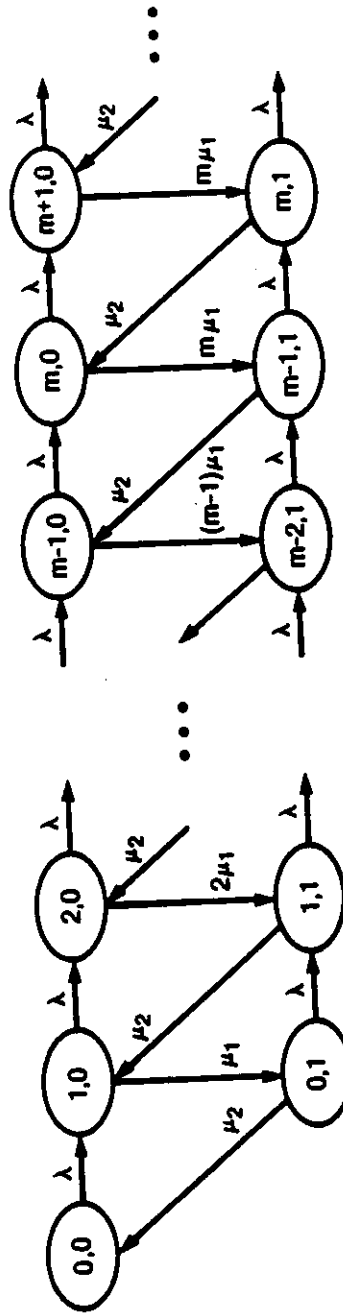 λ λ λ
0,0 1,0 2,0
μ2 μ1 μ2 2μ1 μ2
0,1 1,1
λ λ
• • •
λ λ λ λ
m−1,0 m,0 m+1,0
(m−1)μ1 μ2 mμ1 μ2 mμ1 μ2
m−2,1 m−1,1 m,1
λ λ λ λ
• • •